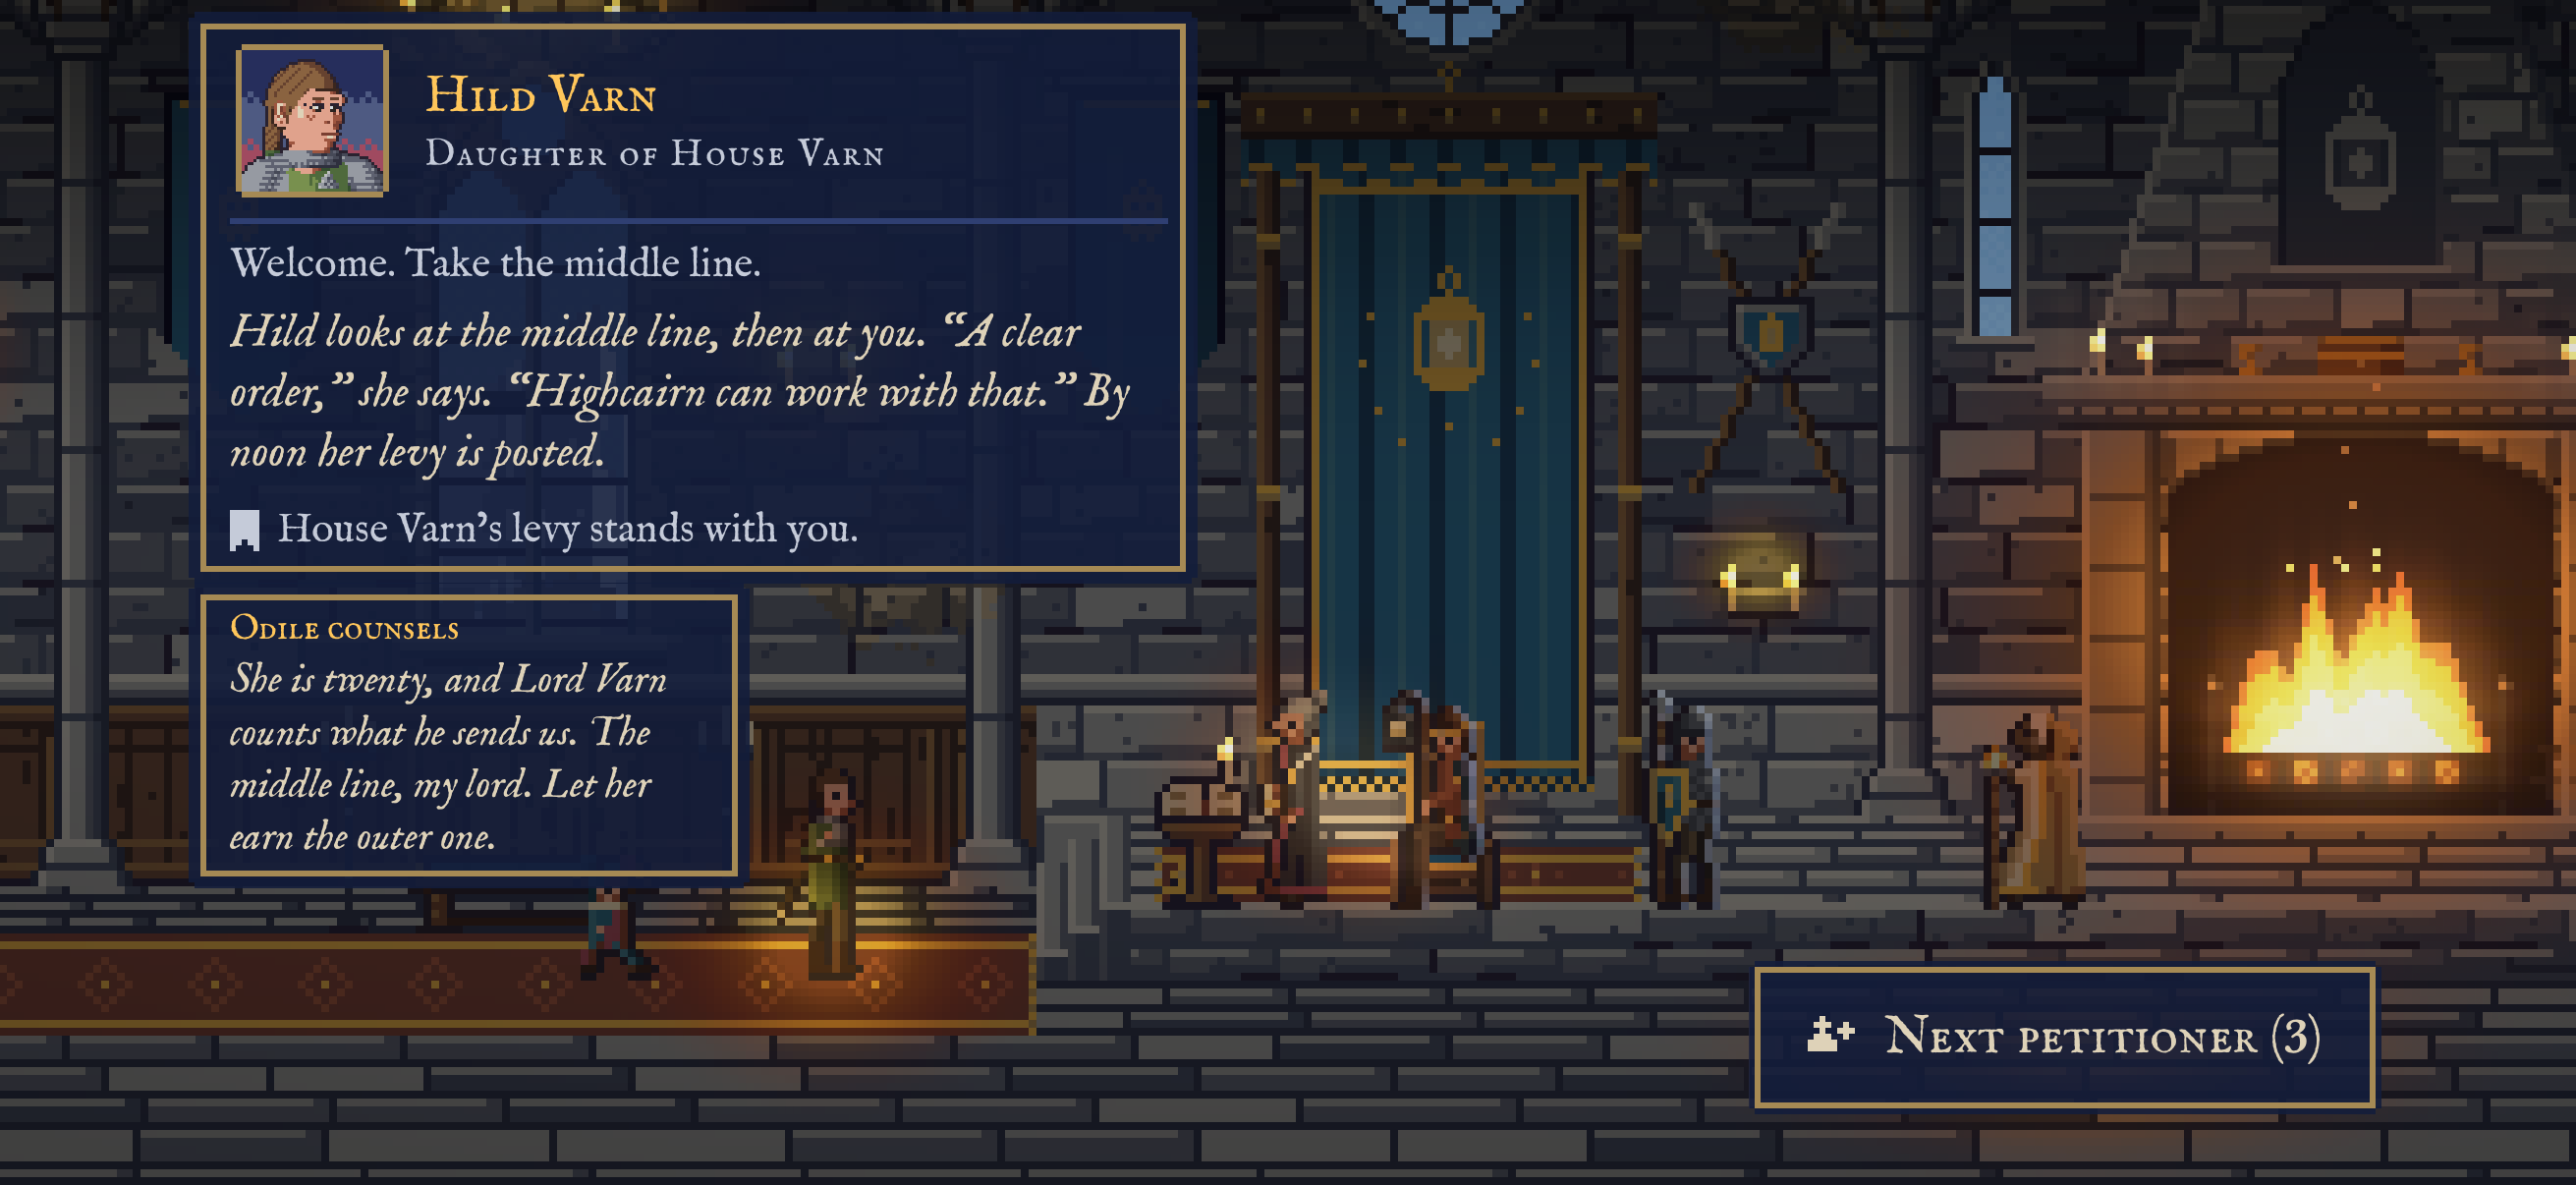 Hild Varn
Daughter of House Varn
Welcome. Take the middle line.
Hild looks at the middle line, then at you. “A clear
order,” she says. “Highcairn can work with that.” By
noon her levy is posted.
House Varn’s levy stands with you.
Odile counsels
She is twenty, and Lord Varn
counts what he sends us. The
middle line, my lord. Let her
earn the outer one.
Next petitioner (3)